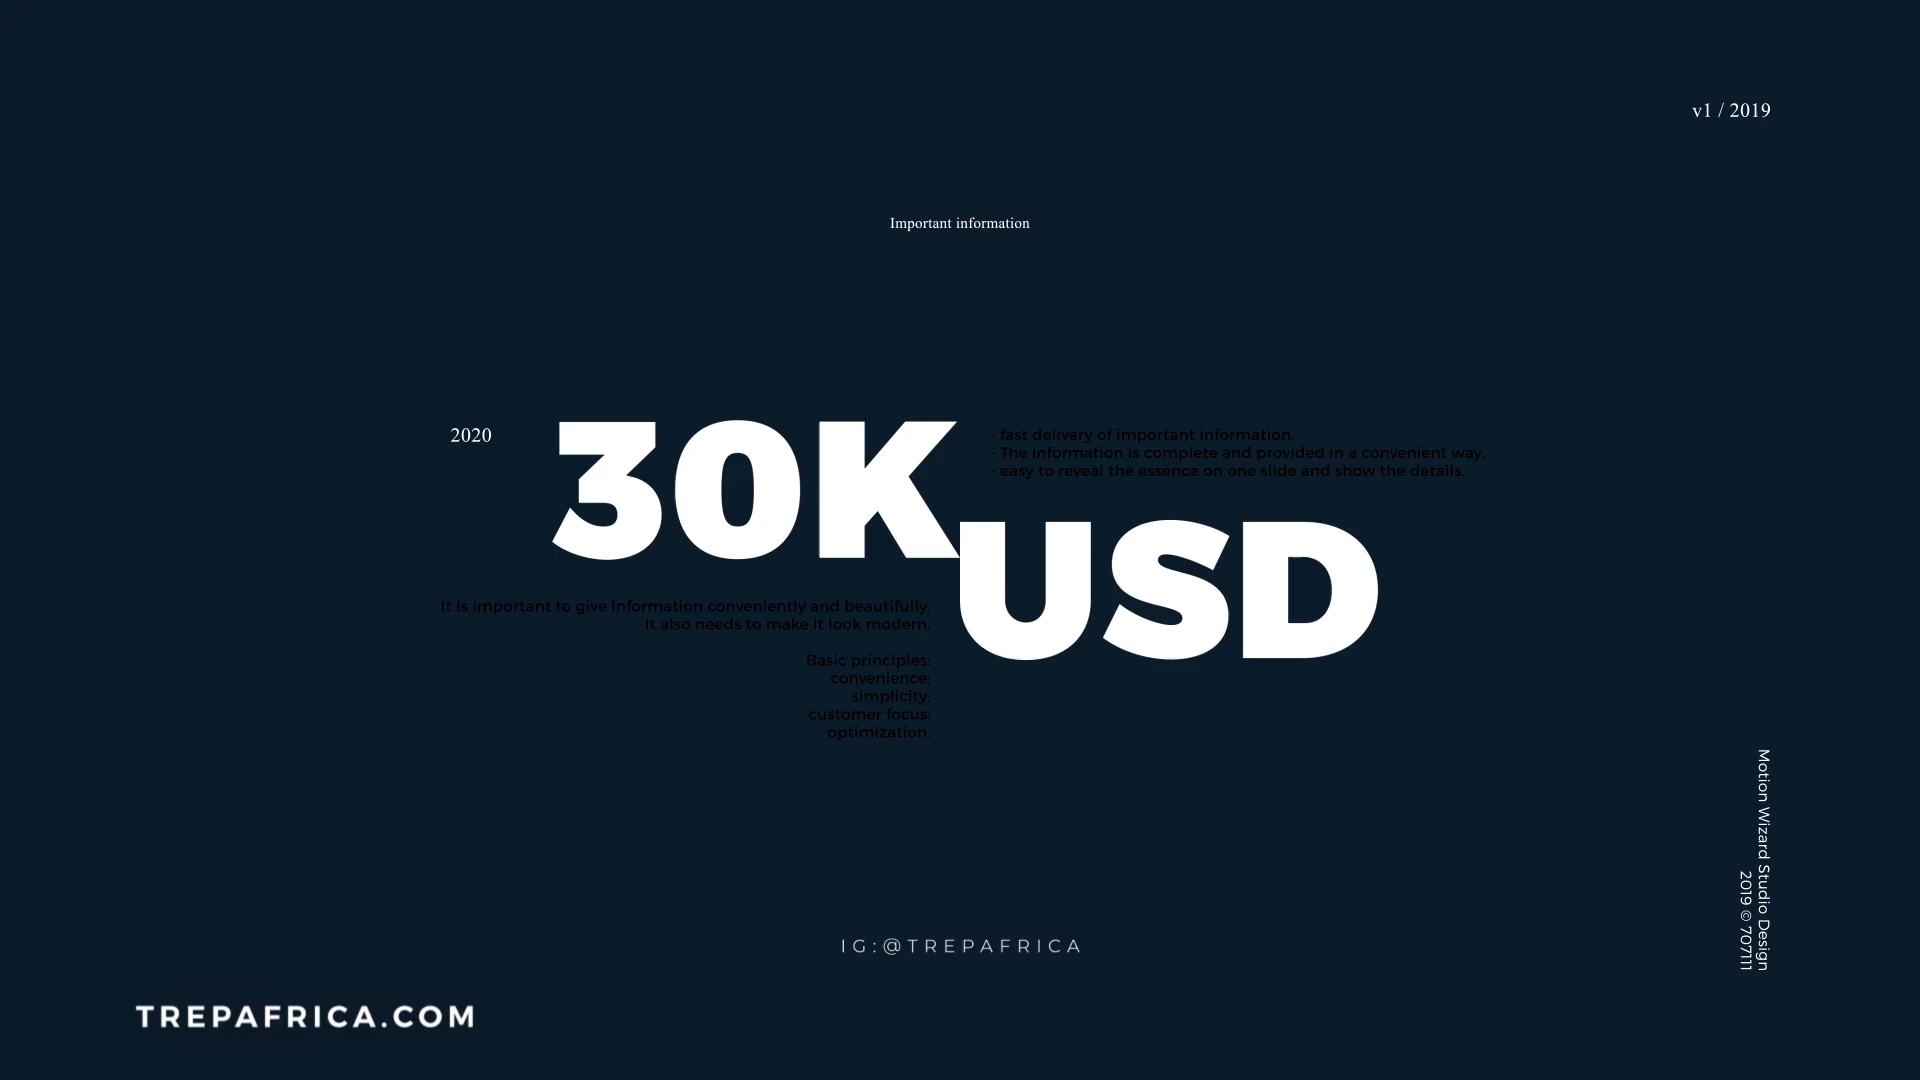 v1 / 2019
Important information
2020
30K
USD
- fast delivery of important information.
- The information is complete and provided in a convenient way.
- easy to reveal the essence on one slide and show the details.
It is important to give information conveniently and beautifully.
It also needs to make it look modern.
Basic principles:
convenience;
simplicity;
customer focus;
optimization.
Motion Wizard Studio Design
2019 © 707111
IG:@TREPAFRICA
TREPAFRICA.COM